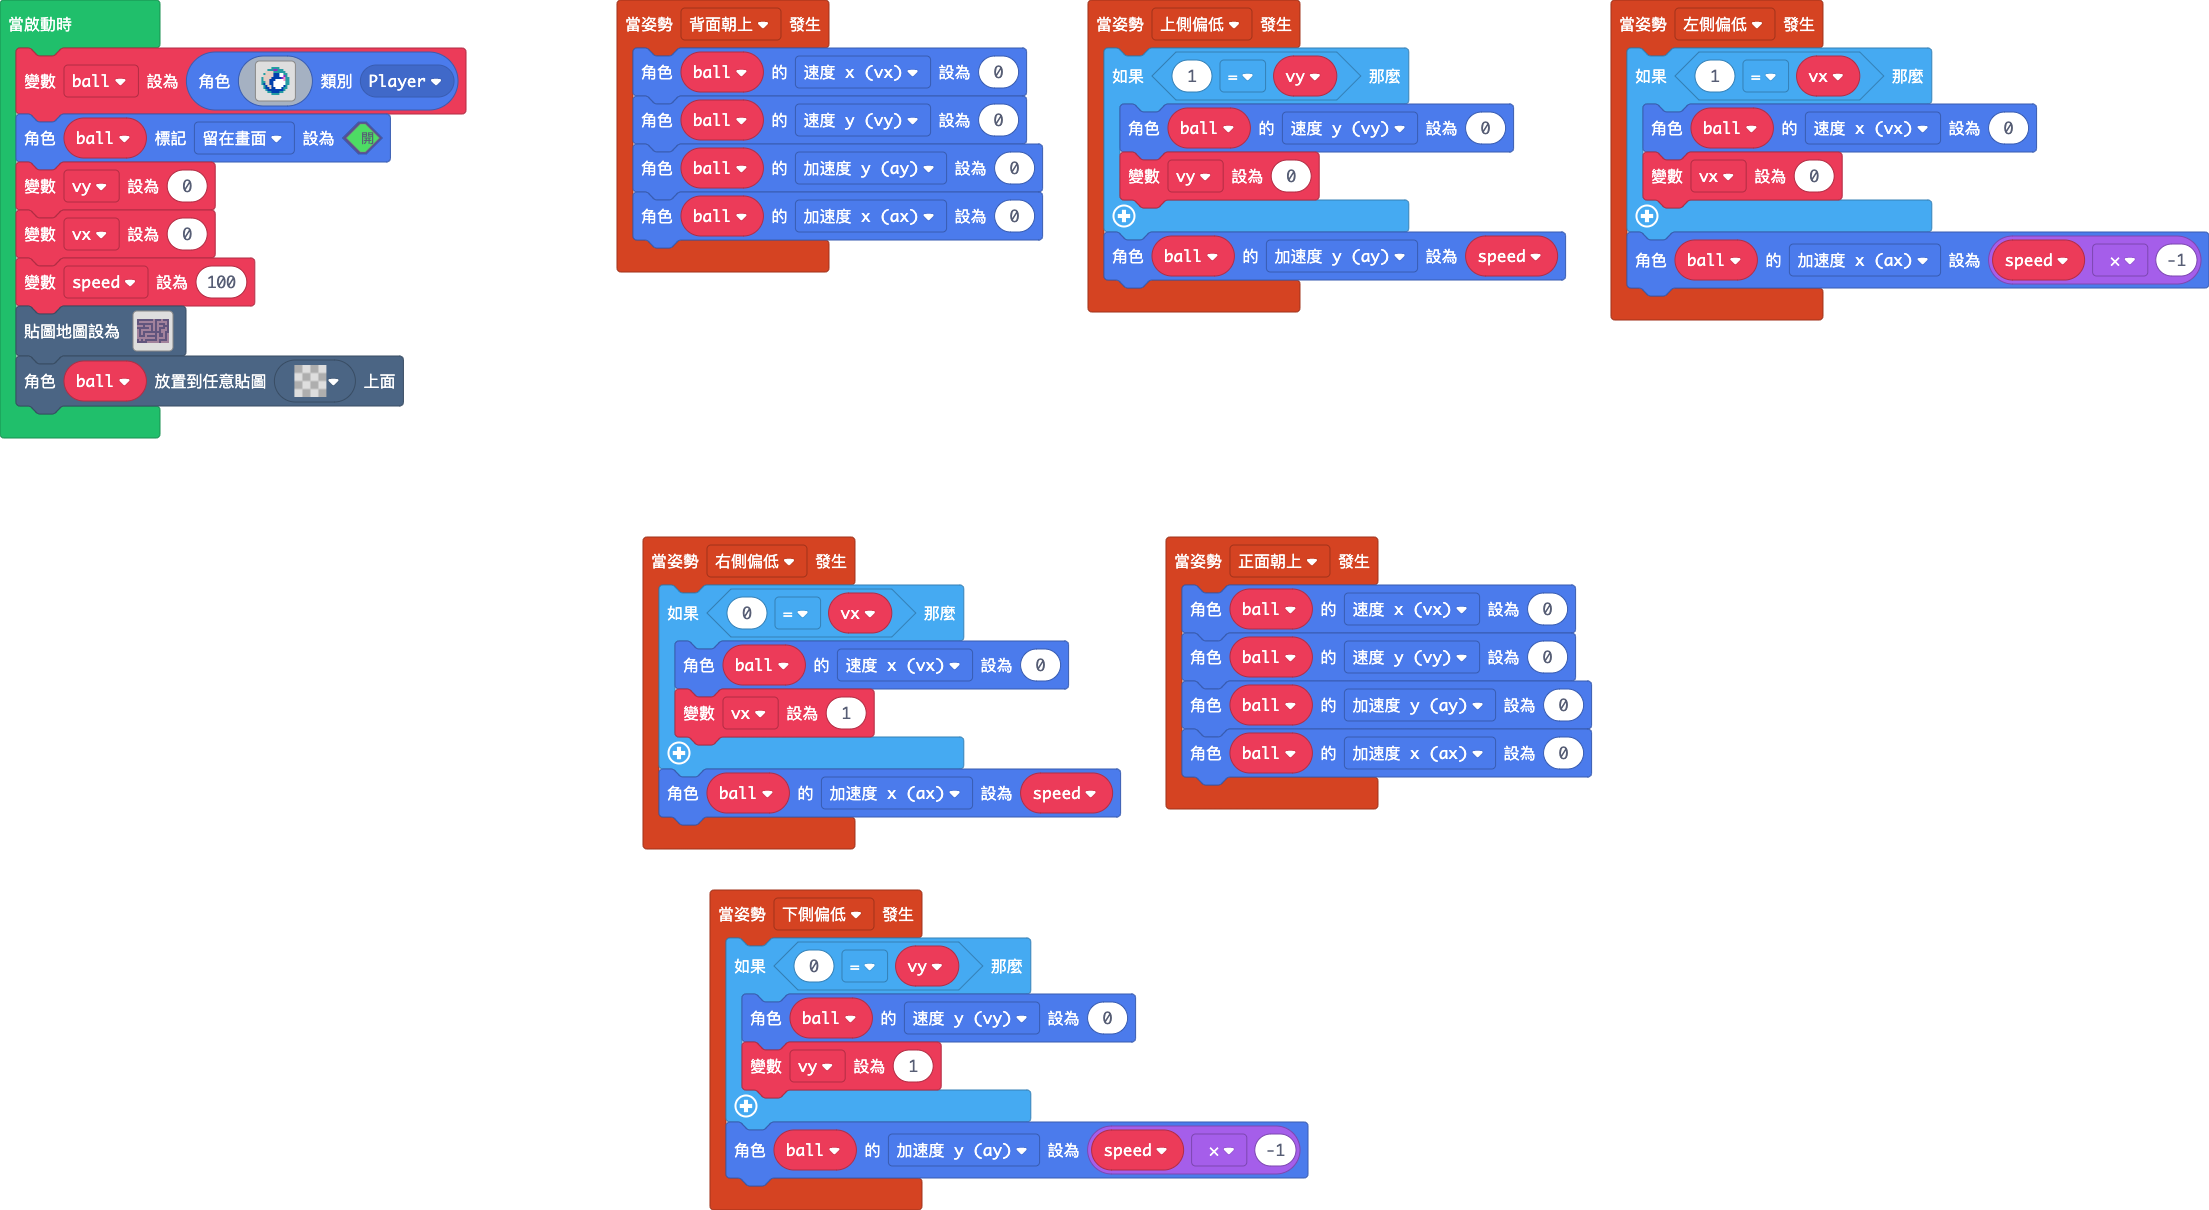 當啟動時
變數 ball 設為 角色 類別 Player
角色 ball 標記 留在畫面 設為 開
變數 vy 設為 0
變數 vx 設為 0
變數 speed 設為 100
貼圖地圖設為
角色 ball 放置到任意貼圖 上面
當姿勢 背面朝上 發生
角色 ball 的 速度 x (vx) 設為 0
角色 ball 的 速度 y (vy) 設為 0
角色 ball 的 加速度 y (ay) 設為 0
角色 ball 的 加速度 x (ax) 設為 0
當姿勢 上側偏低 發生
如果 1 = vy 那麼
角色 ball 的 速度 y (vy) 設為 0
變數 vy 設為 0
角色 ball 的 加速度 y (ay) 設為 speed
當姿勢 左側偏低 發生
如果 1 = vx 那麼
角色 ball 的 速度 x (vx) 設為 0
變數 vx 設為 0
角色 ball 的 加速度 x (ax) 設為 speed × -1
當姿勢 右側偏低 發生
如果 0 = vx 那麼
角色 ball 的 速度 x (vx) 設為 0
變數 vx 設為 1
角色 ball 的 加速度 x (ax) 設為 speed
當姿勢 正面朝上 發生
角色 ball 的 速度 x (vx) 設為 0
角色 ball 的 速度 y (vy) 設為 0
角色 ball 的 加速度 y (ay) 設為 0
角色 ball 的 加速度 x (ax) 設為 0
當姿勢 下側偏低 發生
如果 0 = vy 那麼
角色 ball 的 速度 y (vy) 設為 0
變數 vy 設為 1
角色 ball 的 加速度 y (ay) 設為 speed × -1